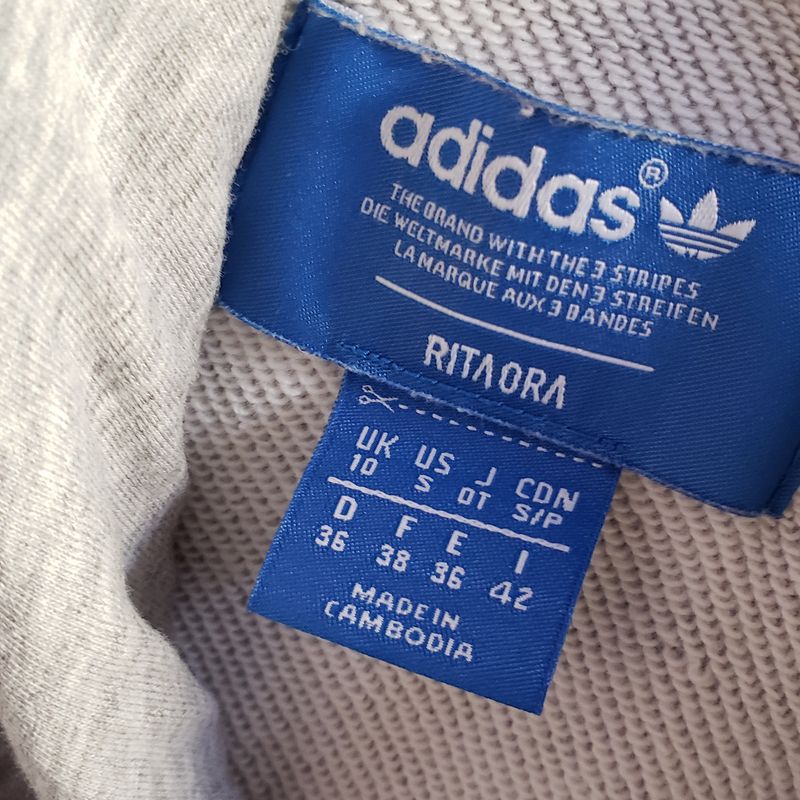 adidas®
THE BRAND WITH THE 3 STRIPES
DIE WELTMARKE MIT DEN 3 STREIFEN
LA MARQUE AUX 3 BANDES
RITA ORA
UK US J CDN
10 S OT S/P
D F E I
36 38 36 42
MADE IN
CAMBODIA